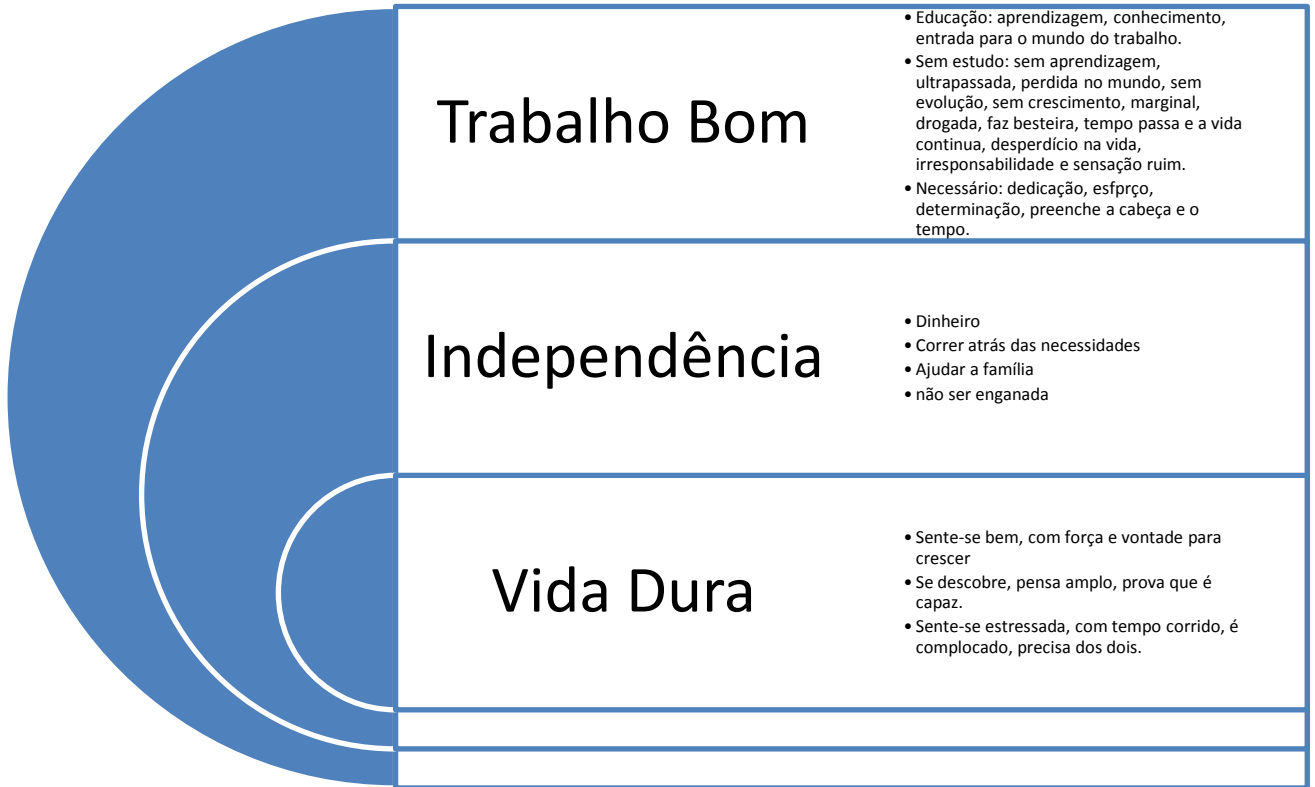 Trabalho Bom
• Educação: aprendizagem, conhecimento,
entrada para o mundo do trabalho.
• Sem estudo: sem aprendizagem,
ultrapassada, perdida no mundo, sem
evolução, sem crescimento, marginal,
drogada, faz besteira, tempo passa e a vida
continua, desperdício na vida,
irresponsabilidade e sensação ruim.
• Necessário: dedicação, esfprço,
determinação, preenche a cabeça e o
tempo.
Independência
• Dinheiro
• Correr atrás das necessidades
• Ajudar a família
• não ser enganada
Vida Dura
• Sente-se bem, com força e vontade para
crescer
• Se descobre, pensa amplo, prova que é
capaz.
• Sente-se estressada, com tempo corrido, é
complocado, precisa dos dois.